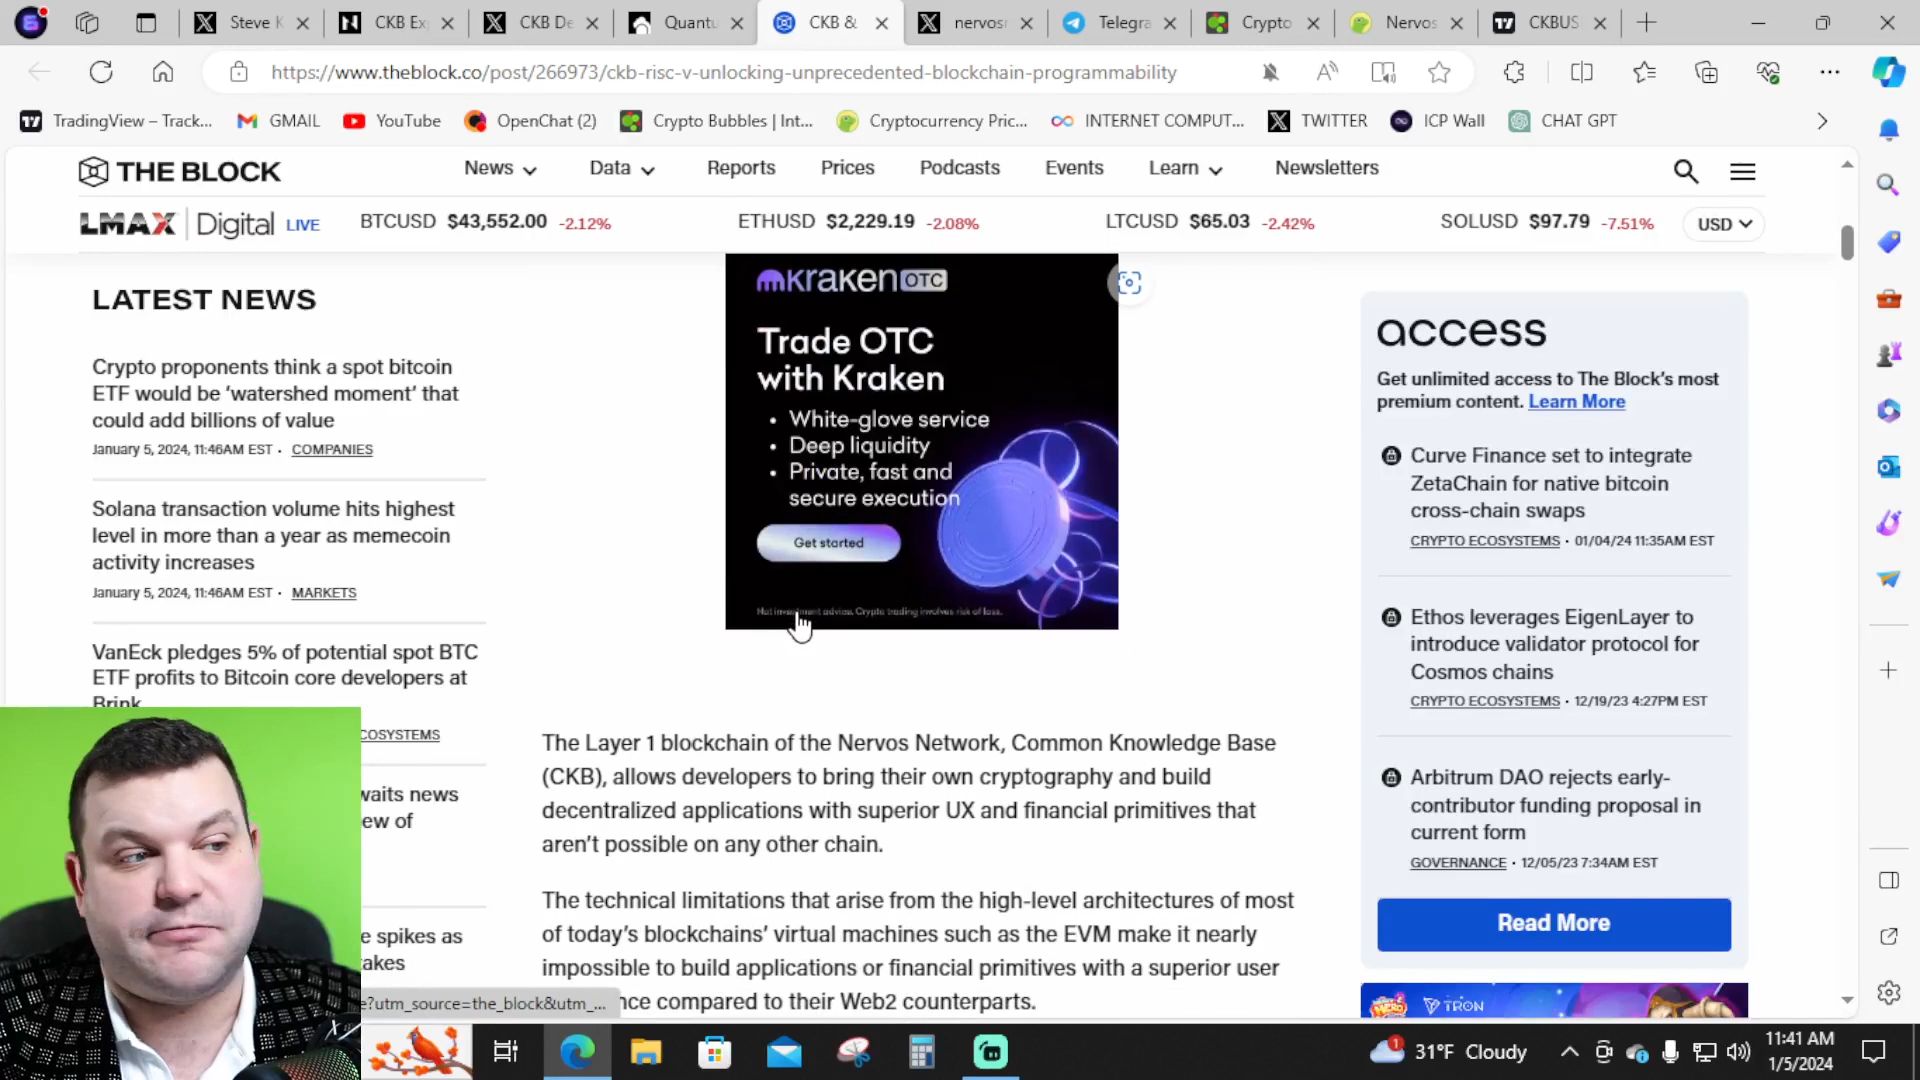 Steve K
CKB Ex
CKB De
Quantu
CKB &
nervos
Telegra
Crypto
Nervos
CKBUS
https://www.theblock.co/post/266973/ckb-risc-v-unlocking-unprecedented-blockchain-programmability
TradingView – Track...
GMAIL
YouTube
OpenChat (2)
Crypto Bubbles | Int...
Cryptocurrency Pric...
INTERNET COMPUT...
TWITTER
ICP Wall
CHAT GPT
THE BLOCK
News
Data
Reports
Prices
Podcasts
Events
Learn
Newsletters
LMAX Digital LIVE
BTCUSD $43,552.00 -2.12%
ETHUSD $2,229.19 -2.08%
LTCUSD $65.03 -2.42%
SOLUSD $97.79 -7.51%
USD
LATEST NEWS
Crypto proponents think a spot bitcoin
ETF would be ‘watershed moment’ that
could add billions of value
January 5, 2024, 11:46AM EST • COMPANIES
Solana transaction volume hits highest
level in more than a year as memecoin
activity increases
January 5, 2024, 11:46AM EST • MARKETS
VanEck pledges 5% of potential spot BTC
ETF profits to Bitcoin core developers at
Brink
COSYSTEMS
waits news
ew of
e spikes as
takes
e?utm_source=the_block&utm_...
kraken OTC
Trade OTC
with Kraken
• White-glove service
• Deep liquidity
• Private, fast and
secure execution
Get started
Not investment advice. Crypto trading involves risk of loss.
The Layer 1 blockchain of the Nervos Network, Common Knowledge Base
(CKB), allows developers to bring their own cryptography and build
decentralized applications with superior UX and financial primitives that
aren’t possible on any other chain.
The technical limitations that arise from the high-level architectures of most
of today’s blockchains’ virtual machines such as the EVM make it nearly
impossible to build applications or financial primitives with a superior user
nce compared to their Web2 counterparts.
access
Get unlimited access to The Block’s most
premium content. Learn More
Curve Finance set to integrate
ZetaChain for native bitcoin
cross-chain swaps
CRYPTO ECOSYSTEMS • 01/04/24 11:35AM EST
Ethos leverages EigenLayer to
introduce validator protocol for
Cosmos chains
CRYPTO ECOSYSTEMS • 12/19/23 4:27PM EST
Arbitrum DAO rejects early-
contributor funding proposal in
current form
GOVERNANCE • 12/05/23 7:34AM EST
Read More
TRON
31°F Cloudy
11:41 AM
1/5/2024